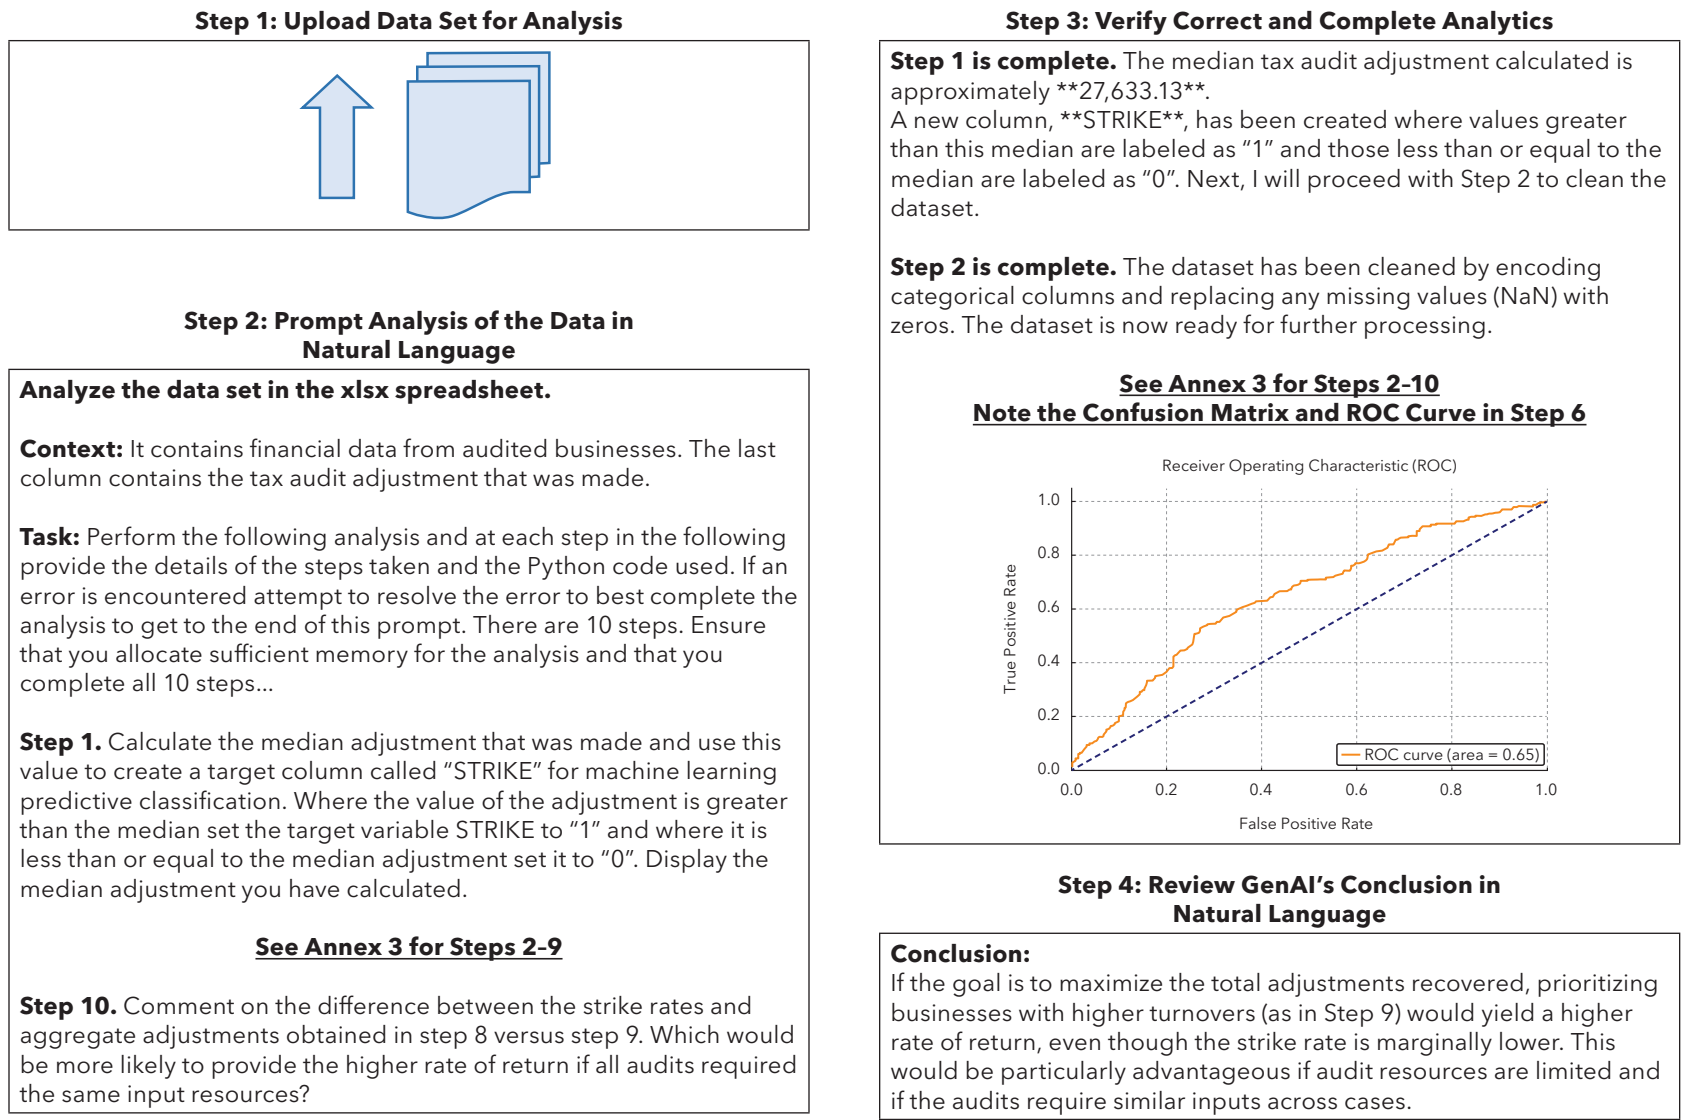 Step 1: Upload Data Set for Analysis
Step 2: Prompt Analysis of the Data in
Natural Language
Analyze the data set in the xlsx spreadsheet.
Context: It contains financial data from audited businesses. The last
column contains the tax audit adjustment that was made.
Task: Perform the following analysis and at each step in the following
provide the details of the steps taken and the Python code used. If an
error is encountered attempt to resolve the error to best complete the
analysis to get to the end of this prompt. There are 10 steps. Ensure
that you allocate sufficient memory for the analysis and that you
complete all 10 steps...
Step 1. Calculate the median adjustment that was made and use this
value to create a target column called “STRIKE” for machine learning
predictive classification. Where the value of the adjustment is greater
than the median set the target variable STRIKE to “1” and where it is
less than or equal to the median adjustment set it to “0”. Display the
median adjustment you have calculated.
See Annex 3 for Steps 2–9
Step 10. Comment on the difference between the strike rates and
aggregate adjustments obtained in step 8 versus step 9. Which would
be more likely to provide the higher rate of return if all audits required
the same input resources?
Step 3: Verify Correct and Complete Analytics
Step 1 is complete. The median tax audit adjustment calculated is
approximately **27,633.13**.
A new column, **STRIKE**, has been created where values greater
than this median are labeled as “1” and those less than or equal to the
median are labeled as “0”. Next, I will proceed with Step 2 to clean the
dataset.
Step 2 is complete. The dataset has been cleaned by encoding
categorical columns and replacing any missing values (NaN) with
zeros. The dataset is now ready for further processing.
See Annex 3 for Steps 2–10
Note the Confusion Matrix and ROC Curve in Step 6
Receiver Operating Characteristic (ROC)
True Positive Rate
1.0
0.8
0.6
0.4
0.2
0.0
ROC curve (area = 0.65)
0.0 0.2 0.4 0.6 0.8 1.0
False Positive Rate
Step 4: Review GenAI’s Conclusion in
Natural Language
Conclusion:
If the goal is to maximize the total adjustments recovered, prioritizing
businesses with higher turnovers (as in Step 9) would yield a higher
rate of return, even though the strike rate is marginally lower. This
would be particularly advantageous if audit resources are limited and
if the audits require similar inputs across cases.